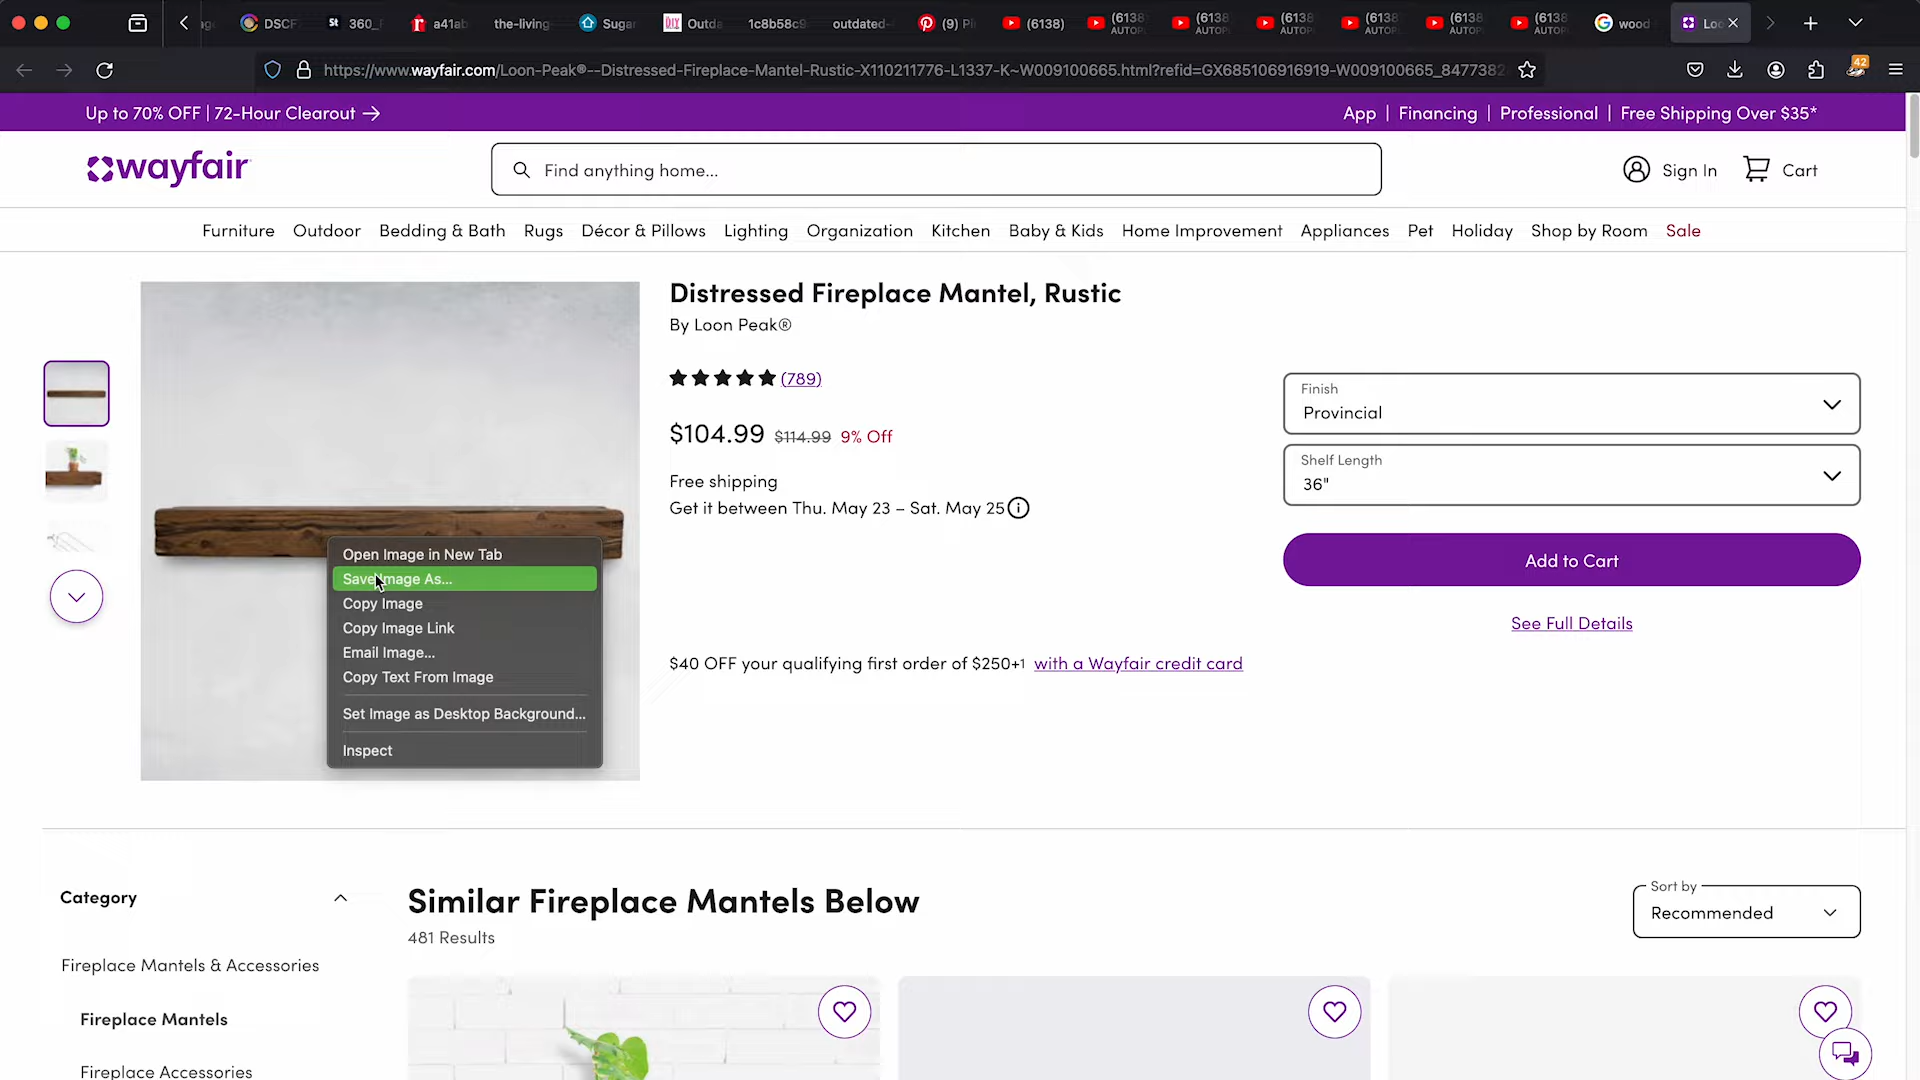 DSCF
360_
a41ab
the-living
Sugar
Outda
1c8b58c9
outdated-
(9) Pi
(6138)
(6138
AUTOPL
(6138
AUTOPL
(6138
AUTOPL
(6138
AUTOPL
(6138
AUTOPL
(6138
AUTOPL
wood
Loo
https://www.wayfair.com/Loon-Peak®--Distressed-Fireplace-Mantel-Rustic-X110211776-L1337-K~W009100665.html?refid=GX685106916919-W009100665_8477382
42
Up to 70% OFF | 72-Hour Clearout →
App | Financing | Professional | Free Shipping Over $35*
wayfair
Find anything home...
Sign In
Cart
Furniture Outdoor Bedding & Bath Rugs Décor & Pillows Lighting Organization Kitchen Baby & Kids Home Improvement Appliances Pet Holiday Shop by Room Sale
Distressed Fireplace Mantel, Rustic
By Loon Peak®
(789)
$104.99 $114.99 9% Off
Free shipping
Get it between Thu. May 23 – Sat. May 25
$40 OFF your qualifying first order of $250+1 with a Wayfair credit card
Finish
Provincial
Shelf Length
36"
Add to Cart
See Full Details
Open Image in New Tab
Save Image As...
Copy Image
Copy Image Link
Email Image...
Copy Text From Image
Set Image as Desktop Background...
Inspect
Category
Fireplace Mantels & Accessories
Fireplace Mantels
Fireplace Accessories
Similar Fireplace Mantels Below
481 Results
Sort by
Recommended